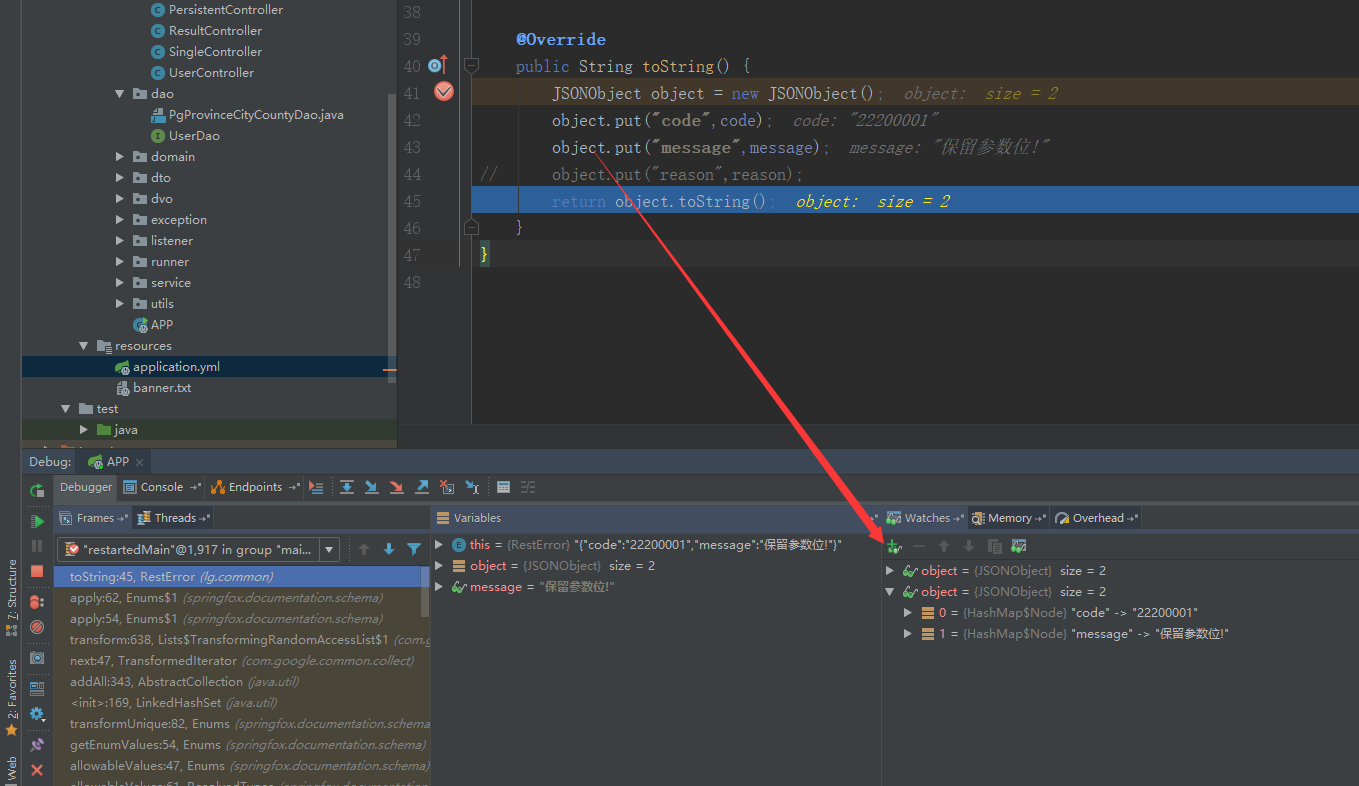 PersistentController
ResultController
SingleController
UserController
dao
PgProvinceCityCountyDao.java
UserDao
domain
dto
dvo
exception
listener
runner
service
utils
APP
resources
application.yml
banner.txt
test
java
38
39 @Override
40 public String toString() {
41 JSONObject object = new JSONObject(); object: size = 2
42 object.put("code",code); code: "22200001"
43 object.put("message",message); message: "保留参数位!"
44 // object.put("reason",reason);
45 return object.toString(); object: size = 2
46 }
47 }
48
Debug: APP
Debugger Console Endpoints
Frames Threads
Variables
Watches Memory Overhead
"restartedMain"@1,917 in group "mai...
toString:45, RestError (lg.common)
apply:62, Enums$1 (springfox.documentation.schema)
apply:54, Enums$1 (springfox.documentation.schema)
transform:638, Lists$TransformingRandomAccessList$1 (com.g
next:47, TransformedIterator (com.google.common.collect)
addAll:343, AbstractCollection (java.util)
<init>:169, LinkedHashSet (java.util)
transformUnique:82, Enums (springfox.documentation.schema
getEnumValues:54, Enums (springfox.documentation.schema)
allowableValues:47, Enums (springfox.documentation.schema)
this = {RestError} "{"code":"22200001","message":"保留参数位!"}"
object = {JSONObject} size = 2
message = "保留参数位!"
object = {JSONObject} size = 2
object = {JSONObject} size = 2
0 = {HashMap$Node} "code" -> "22200001"
1 = {HashMap$Node} "message" -> "保留参数位!"
7: Structure
2: Favorites
Web